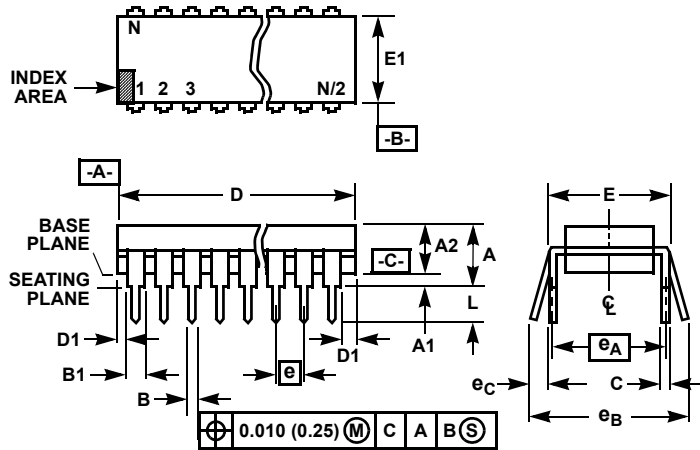 N
E1
INDEX
AREA
1 2 3 N/2
-B-
-A-
D
E
BASE
PLANE
A2
A
-C-
SEATING
PLANE
L
D1
A1
D1
B1
e
B
eA
eC
C
eB
CL
⌖ 0.010 (0.25) Ⓜ C A B Ⓢ